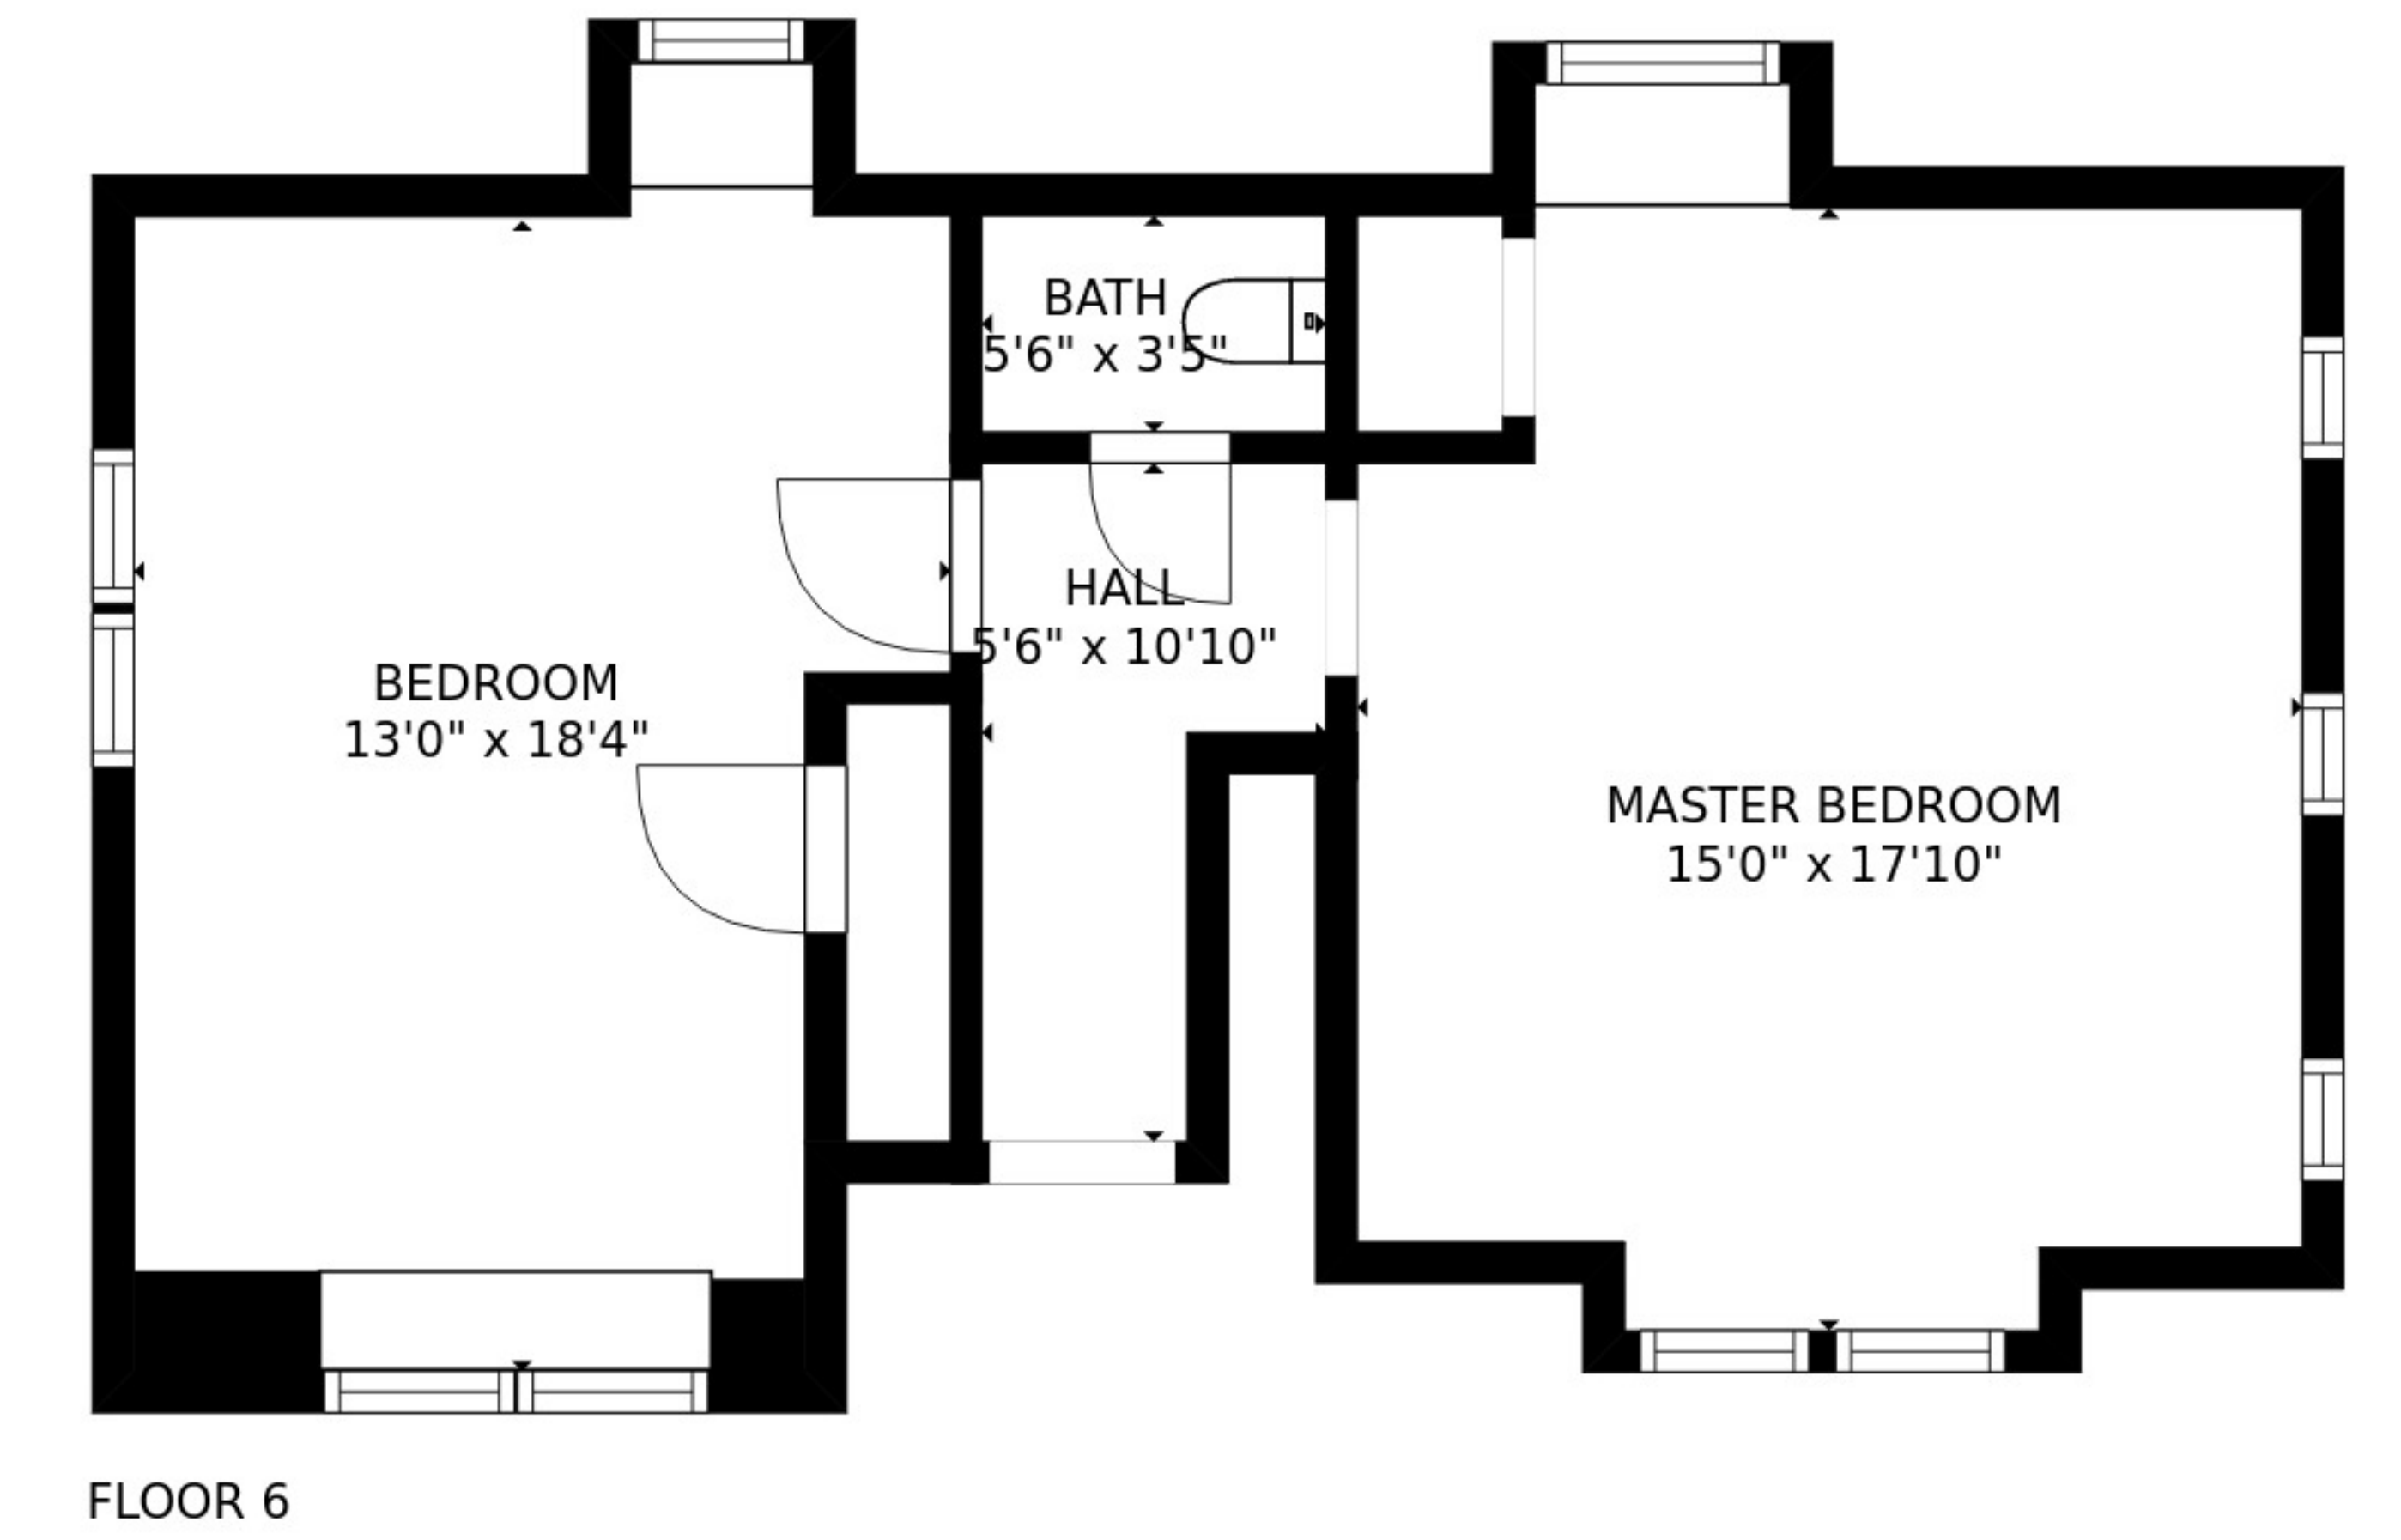 BATH
5'6" x 3'5"
HALL
5'6" x 10'10"
BEDROOM
13'0" x 18'4"
MASTER BEDROOM
15'0" x 17'10"
FLOOR 6